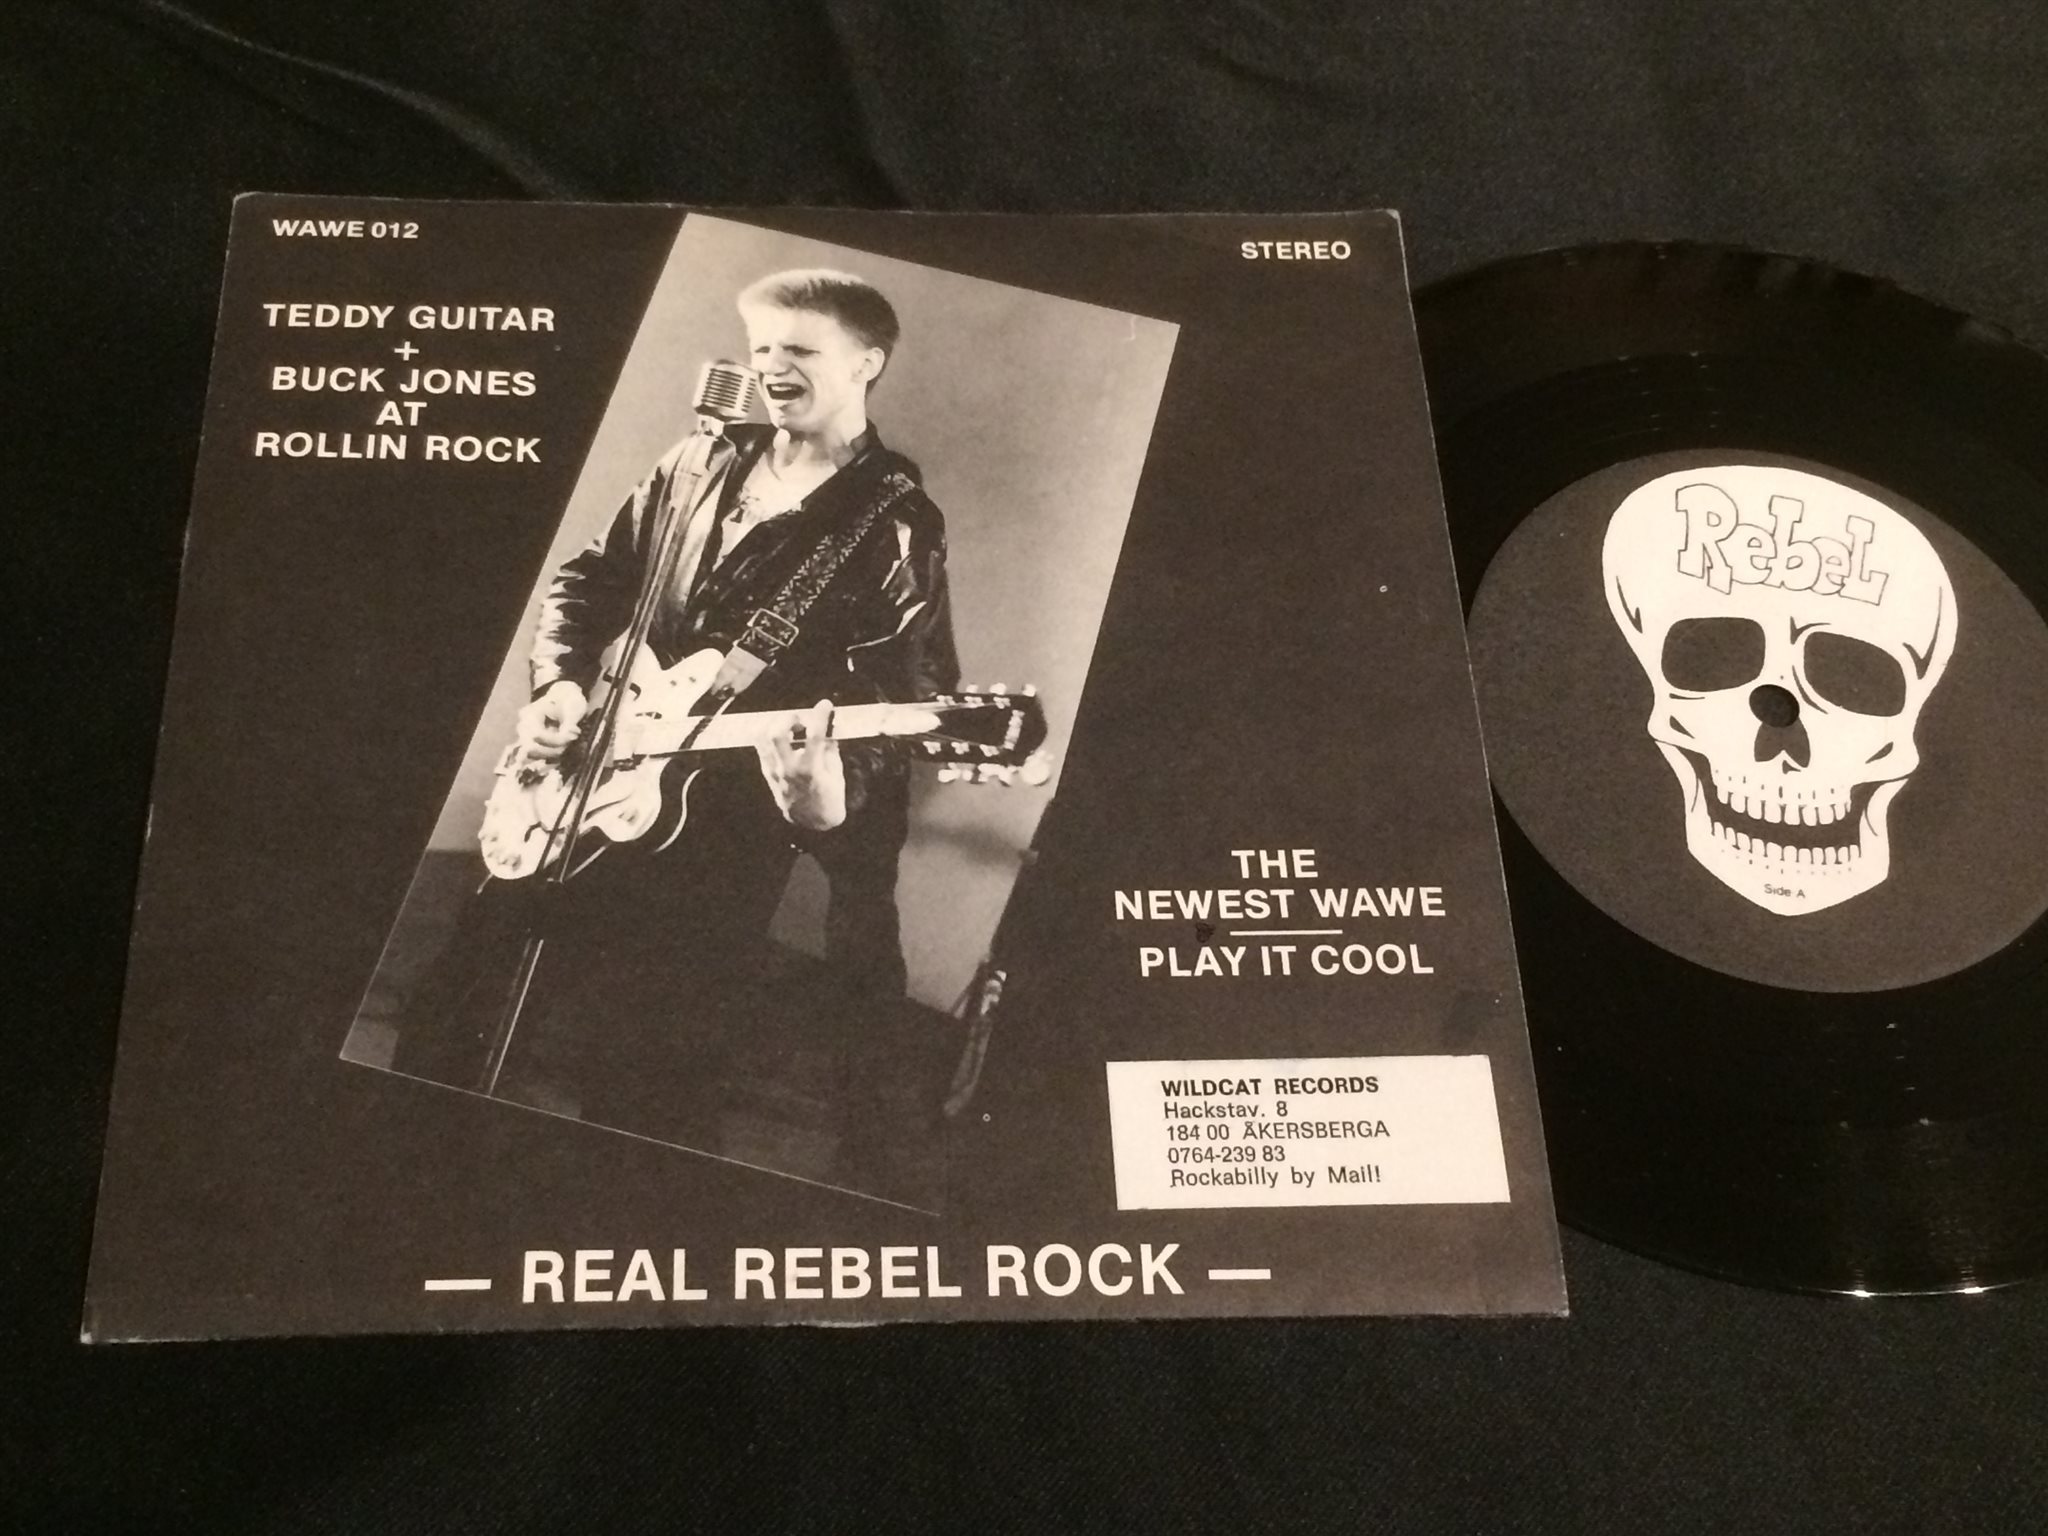 WAWE 012
STEREO
TEDDY GUITAR
+
BUCK JONES
AT
ROLLIN ROCK
THE
NEWEST WAWE
PLAY IT COOL
WILDCAT RECORDS
Hackstav. 8
184 00 ÅKERSBERGA
0764-239 83
Rockabilly by Mail!
— REAL REBEL ROCK —
Rebel
Side A